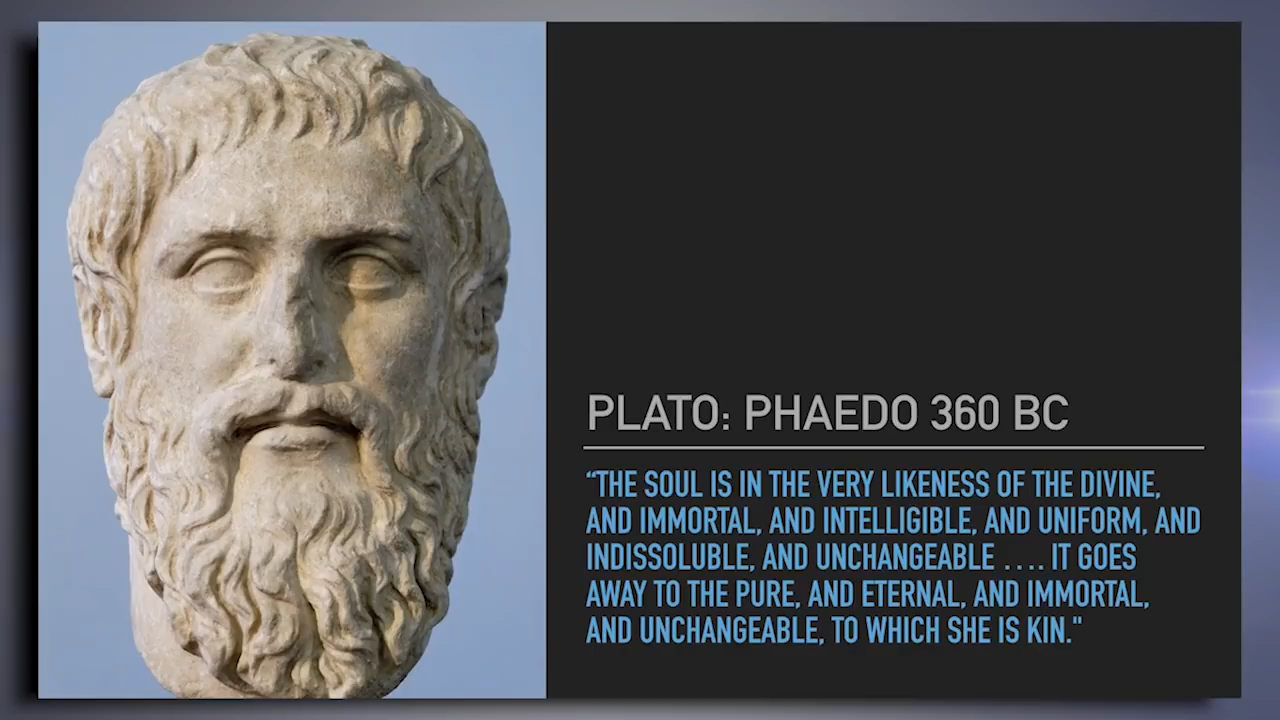 PLATO: PHAEDO 360 BC
“THE SOUL IS IN THE VERY LIKENESS OF THE DIVINE,
AND IMMORTAL, AND INTELLIGIBLE, AND UNIFORM, AND
INDISSOLUBLE, AND UNCHANGEABLE .... IT GOES
AWAY TO THE PURE, AND ETERNAL, AND IMMORTAL,
AND UNCHANGEABLE, TO WHICH SHE IS KIN."